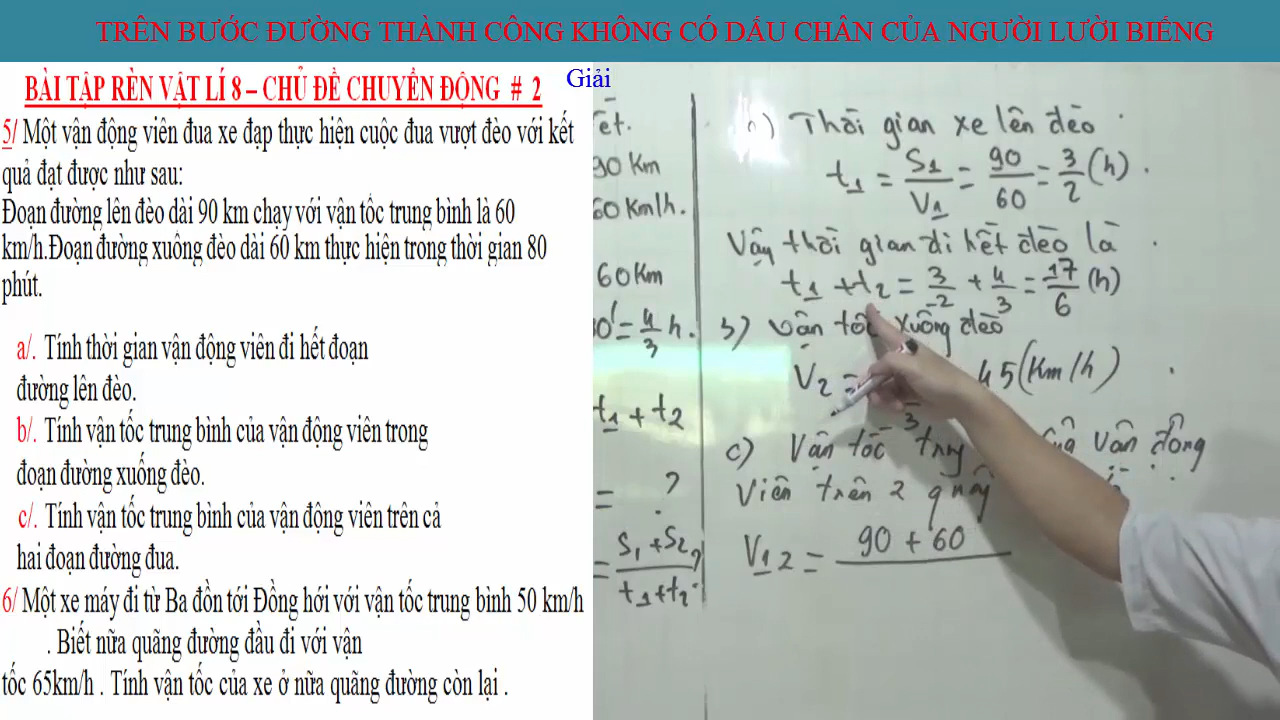 TRÊN BƯỚC ĐƯỜNG THÀNH CÔNG KHÔNG CÓ DẤU CHÂN CỦA NGƯỜI LƯỜI BIẾNG
BÀI TẬP RÈN VẬT LÍ 8 – CHỦ ĐỀ CHUYỂN ĐỘNG # 2
5/ Một vận động viên đua xe đạp thực hiện cuộc đua vượt đèo với kết
quả đạt được như sau:
Đoạn đường lên đèo dài 90 km chạy với vận tốc trung bình là 60
km/h.Đoạn đường xuông đèo dài 60 km thực hiện trong thời gian 80
phút.
a/. Tính thời gian vận động viên đi hết đoạn
đường lên đèo.
b/. Tính vận tốc trung bình của vận động viên trong
đoạn đường xuống đèo.
c/. Tính vận tốc trung bình của vận động viên trên cả
hai đoạn đường đua.
6/ Một xe máy đi từ Ba đồn tới Đồng hới với vận tốc trung bình 50 km/h
. Biết nữa quãng đường đầu đi với vận
tốc 65km/h . Tính vận tốc của xe ở nữa quãng đường còn lại .
Giải
90 Km
60 Km/h.
60 Km
= 4/3 h.
t1 + t2
= ?
= S1 + S2 / t1 + t2
) Thời gian xe lên đèo
t1 = S1/V1 = 90/60 = 3/2 (h)
Vậy thời gian đi hết đèo là
t1 + t2 = 3/2 + 4/3 = 17/6 (h)
b) Vận tốc xuông đèo
V2 = 45 (Km/h)
c) Vận tốc vận động
viên trên 2
V12 = 90 + 60